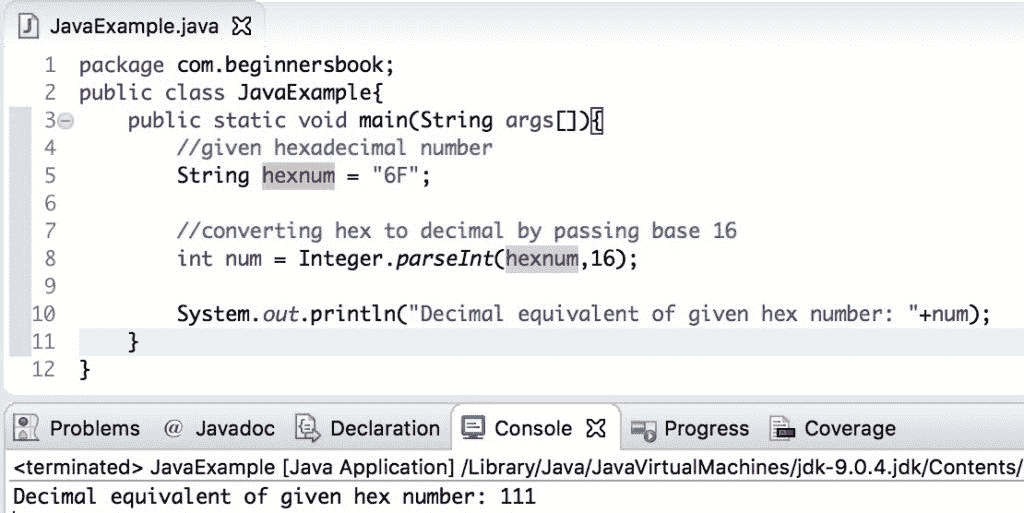 JavaExample.java
1 package com.beginnersbook;
2 public class JavaExample{
3 public static void main(String args[]){
4 //given hexadecimal number
5 String hexnum = "6F";
6
7 //converting hex to decimal by passing base 16
8 int num = Integer.parseInt(hexnum,16);
9
10 System.out.println("Decimal equivalent of given hex number: "+num);
11 }
12 }
Problems @ Javadoc Declaration Console Progress Coverage
<terminated> JavaExample [Java Application] /Library/Java/JavaVirtualMachines/jdk-9.0.4.jdk/Contents/
Decimal equivalent of given hex number: 111